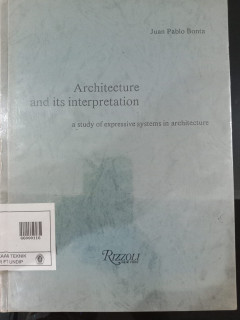 Juan Pablo Bonta
Architecture
and its interpretation
a study of expressive systems in architecture
RIZZOLI